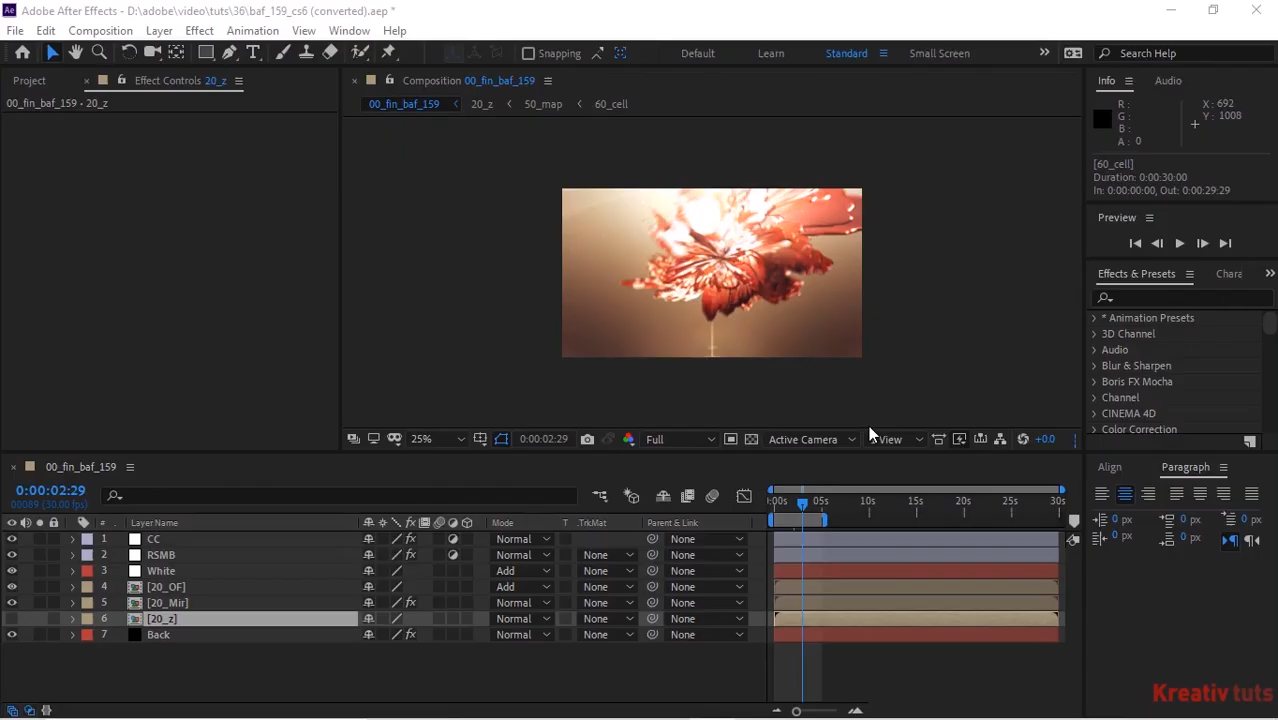 Adobe After Effects - D:\adobe\video\tuts\36\baf_159_cs6 (converted).aep *
File Edit Composition Layer Effect Animation View Window Help
Snapping Default Learn Standard Small Screen Search Help
Project Effect Controls 20_z Composition 00_fin_baf_159 Info Audio
00_fin_baf_159 • 20_z 00_fin_baf_159 20_z 50_map 60_cell
R : X : 692
G : Y : 1008
B :
A : 0
[60_cell]
Duration: 0:00:30:00
In: 0:00:00:00, Out: 0:00:29:29
Preview
Effects & Presets Chara
* Animation Presets
3D Channel
Audio
Blur & Sharpen
Boris FX Mocha
Channel
CINEMA 4D
Color Correction
25% 0:00:02:29 Full Active Camera View +0.0
00_fin_baf_159 Align Paragraph
0:00:02:29
00089 (30.00 fps)
:00s 05s 10s 15s 20s 25s 30s
# Layer Name Mode T .TrkMat Parent & Link
1 CC Normal None
2 RSMB Normal None None
3 White Add None None
4 [20_OF] Add None None
5 [20_Mir] Normal None None
6 [20_z] Normal None None
7 Back Normal None None
0 px 0 px 0 px
0 px 0 px
Kreativ tuts